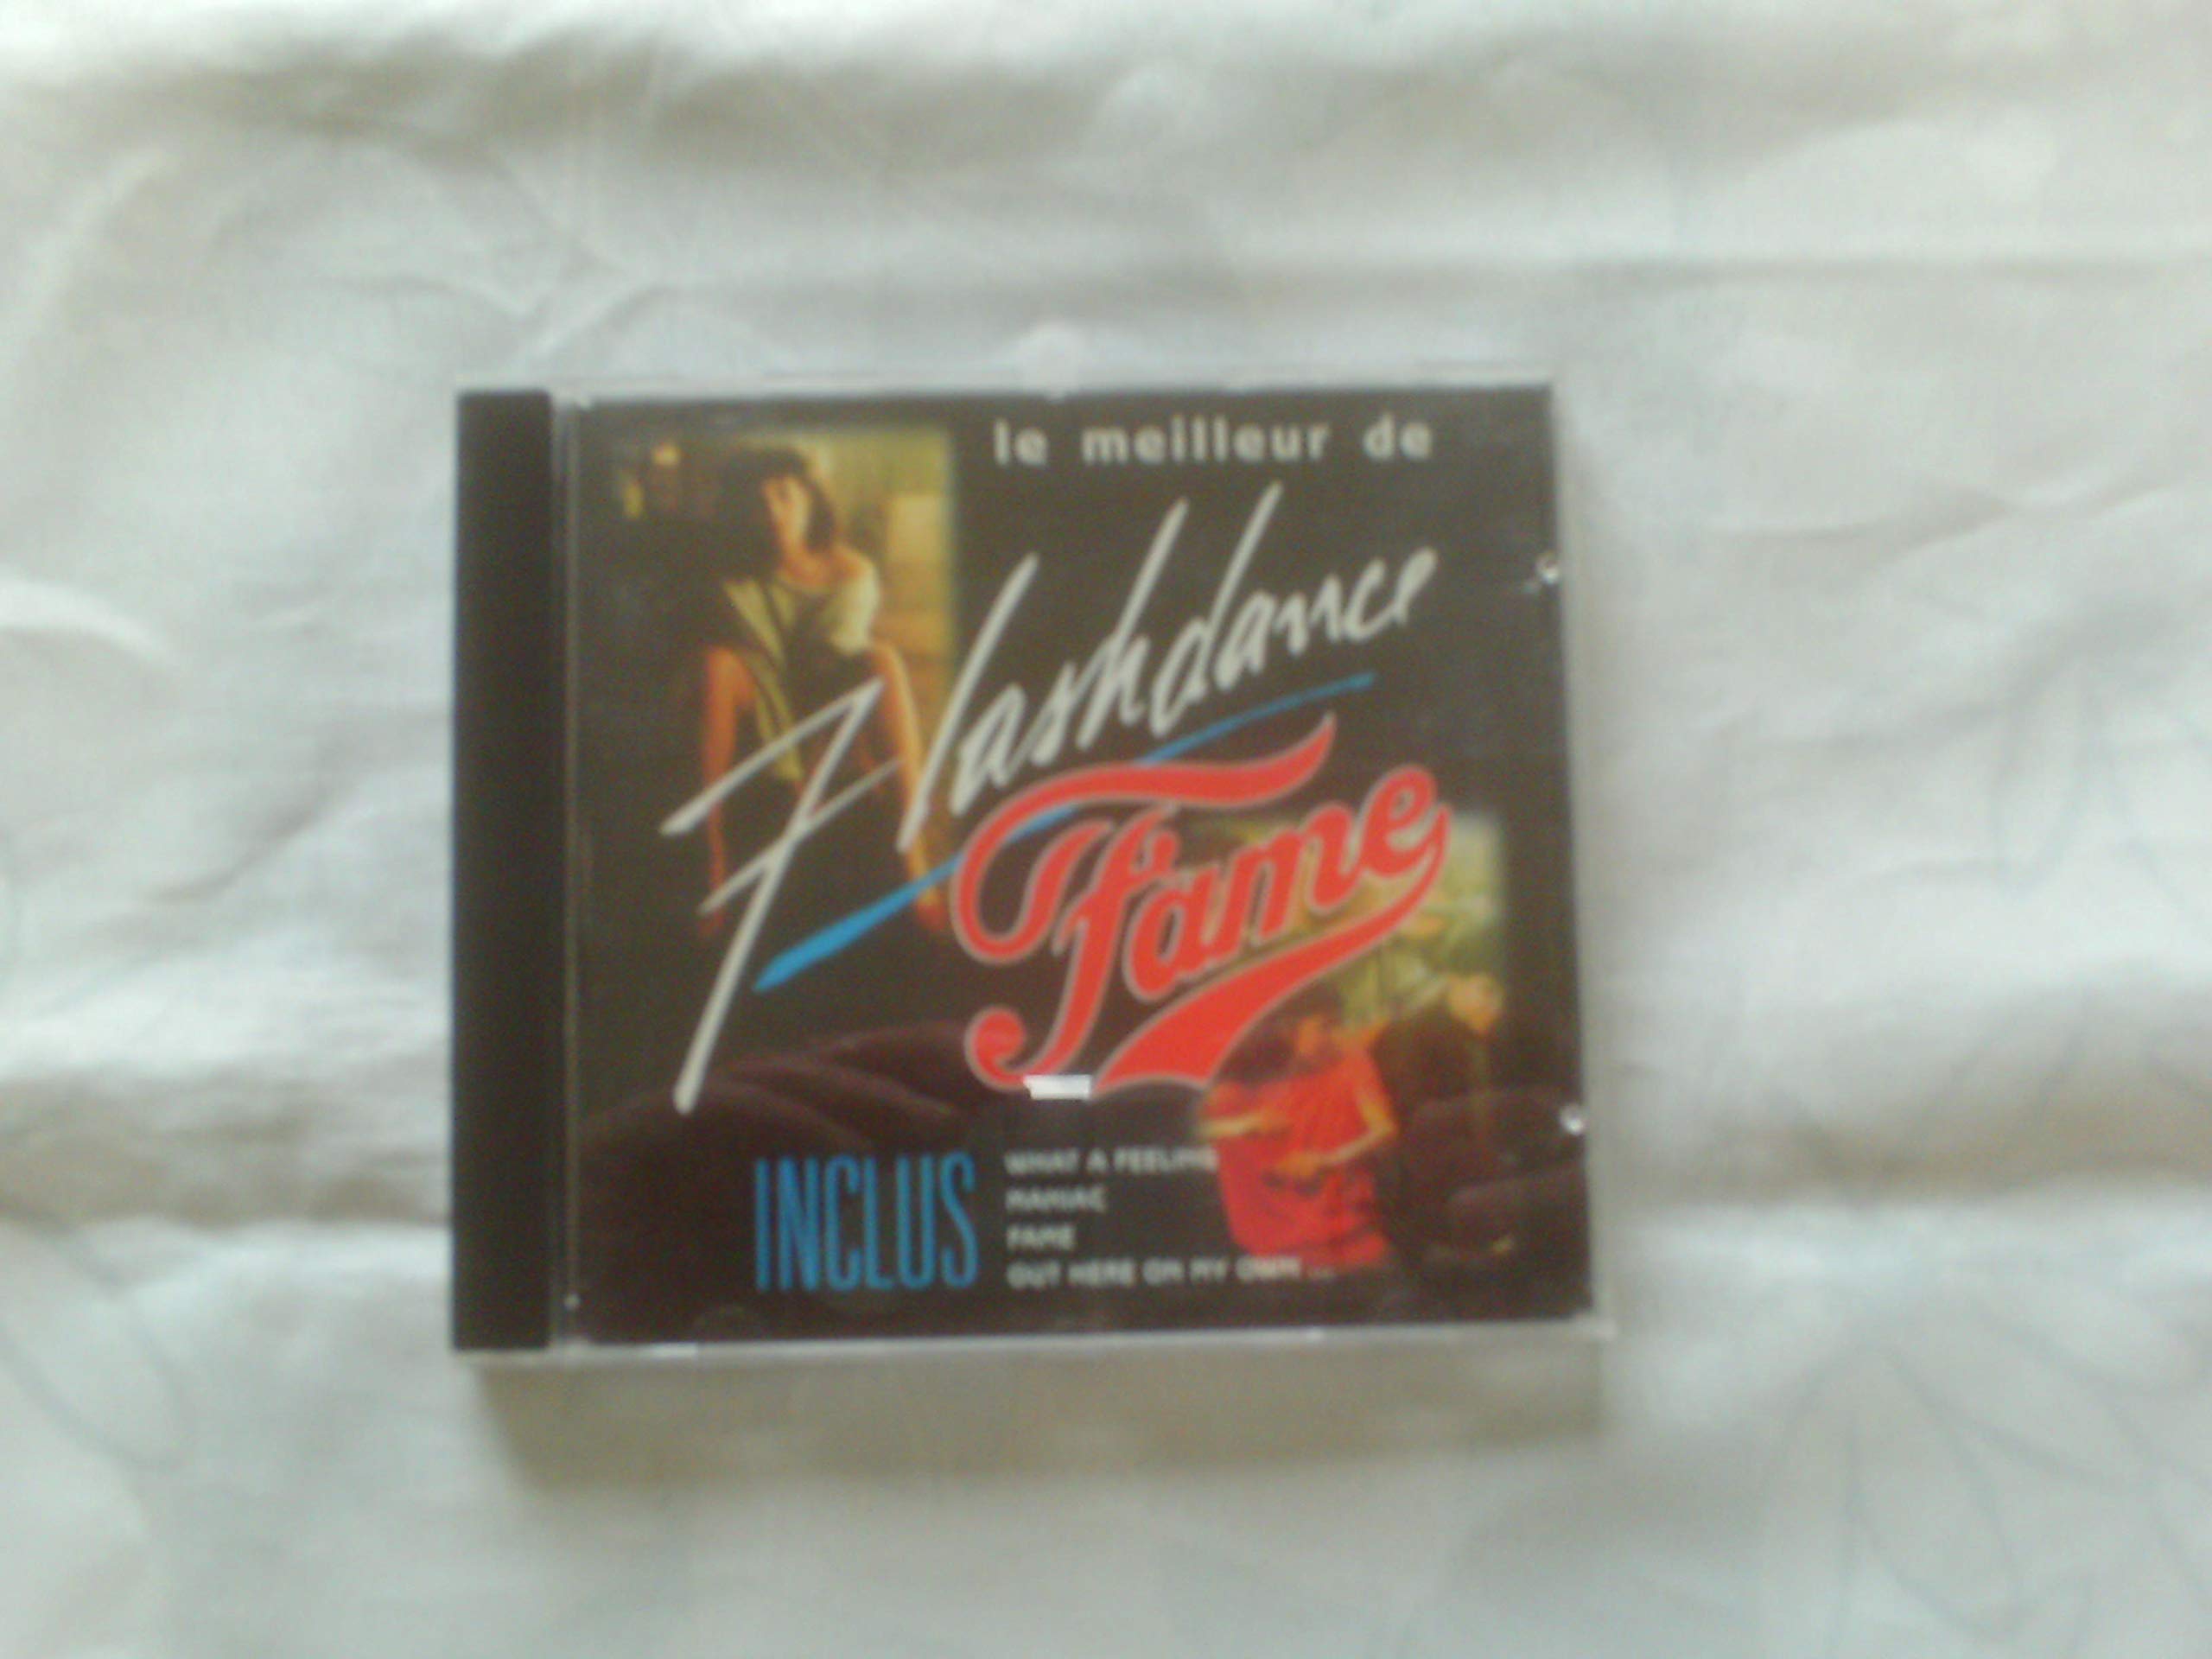 le meilleur de
Flashdance
Fame
INCLUS
WHAT A FEELING
MANIAC
FAME
OUT HERE ON MY OWN ...